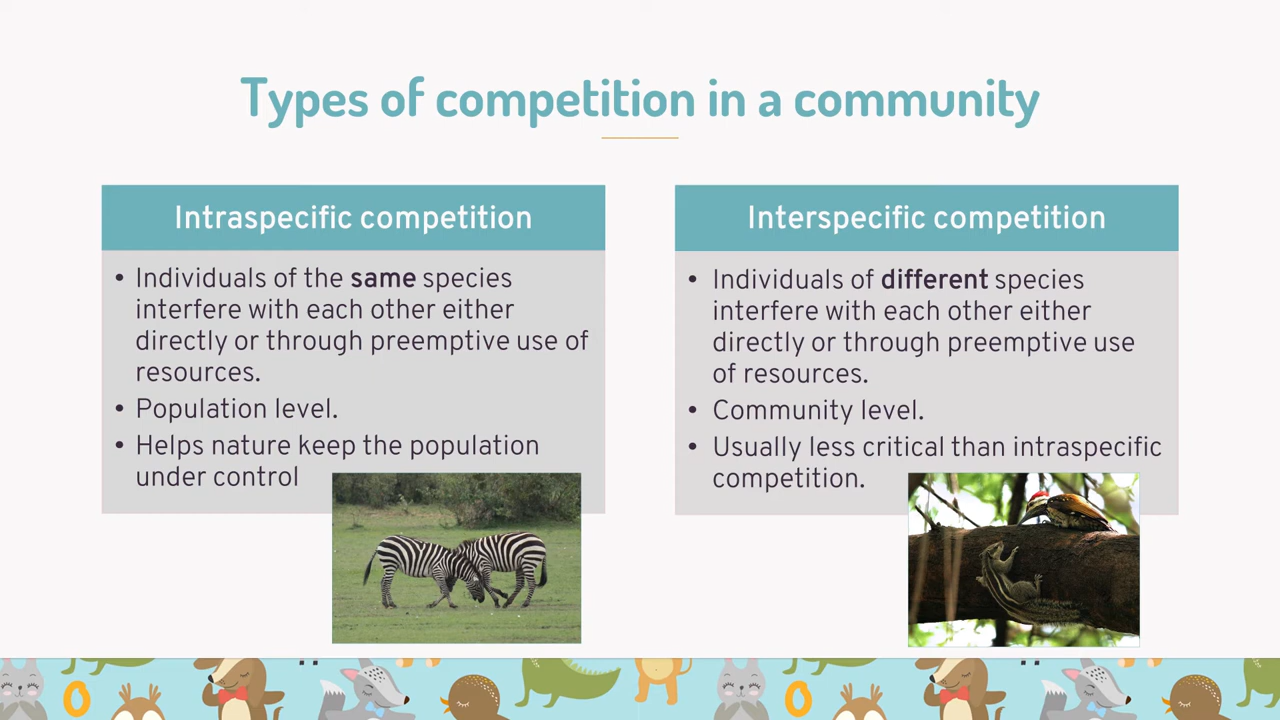 Types of competition in a community
Intraspecific competition
• Individuals of the same species
interfere with each other either
directly or through preemptive use of
resources.
• Population level.
• Helps nature keep the population
under control
Interspecific competition
• Individuals of different species
interfere with each other either
directly or through preemptive use
of resources.
• Community level.
• Usually less critical than intraspecific
competition.